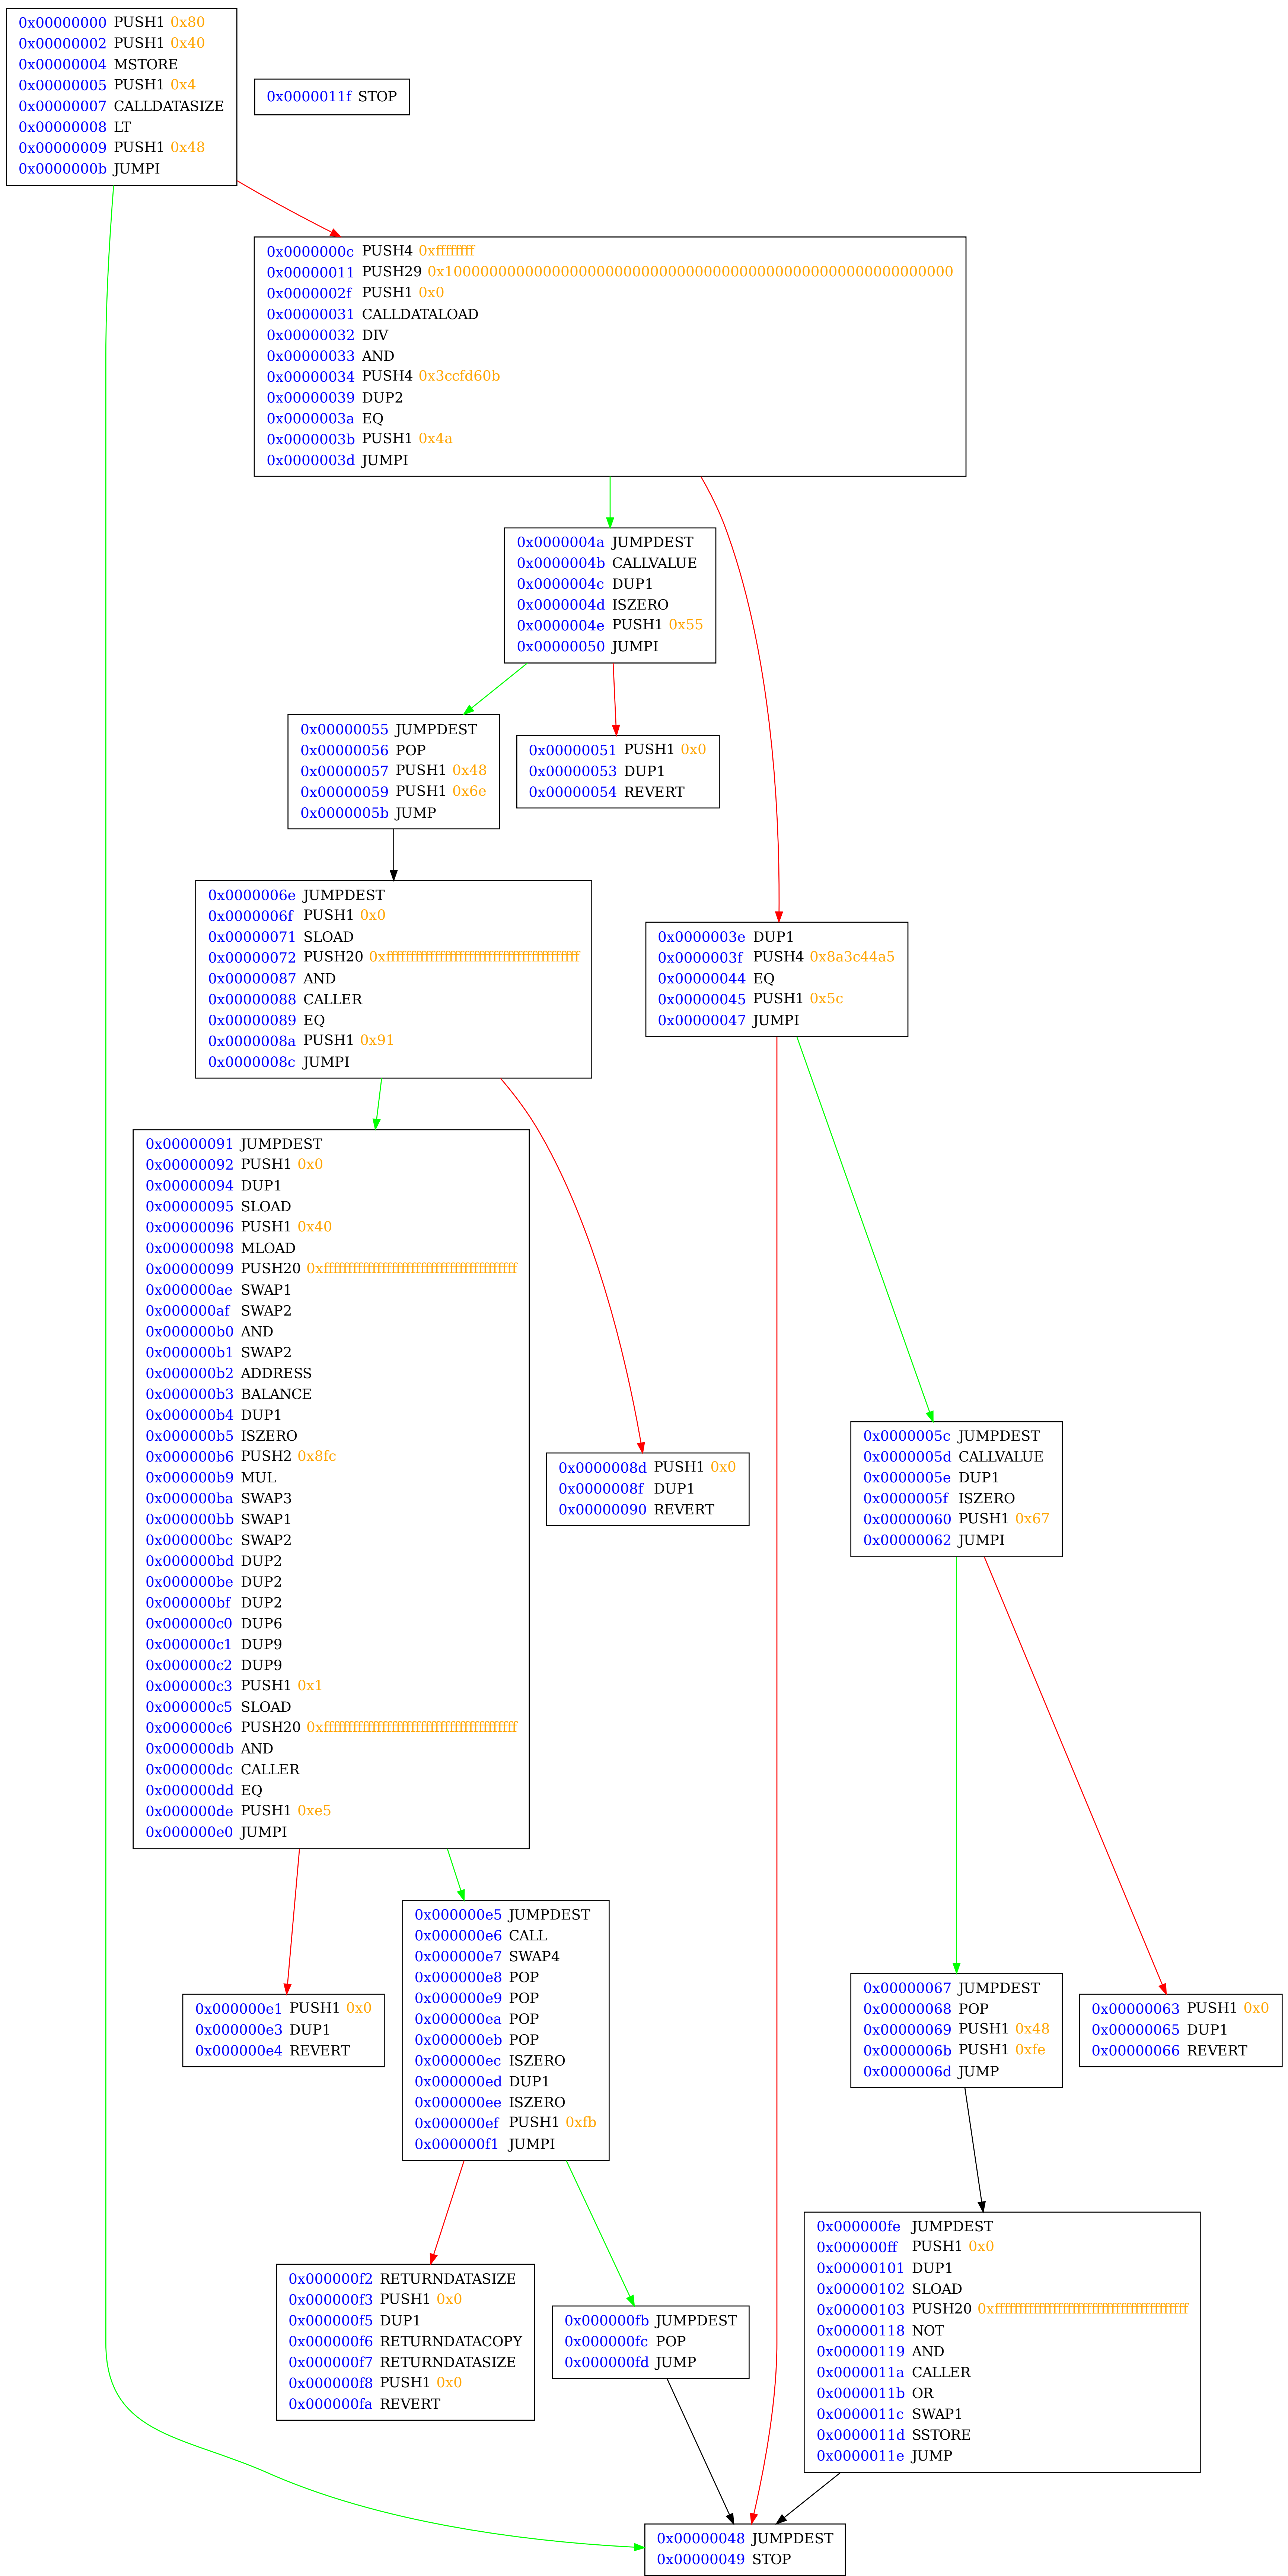 0x00000000 PUSH1 0x80
0x00000002 PUSH1 0x40
0x00000004 MSTORE
0x00000005 PUSH1 0x4
0x00000007 CALLDATASIZE
0x00000008 LT
0x00000009 PUSH1 0x48
0x0000000b JUMPI
0x0000011f STOP
0x0000000c PUSH4 0xffffffff
0x00000011 PUSH29 0x100000000000000000000000000000000000000000000000000000000
0x0000002f PUSH1 0x0
0x00000031 CALLDATALOAD
0x00000032 DIV
0x00000033 AND
0x00000034 PUSH4 0x3ccfd60b
0x00000039 DUP2
0x0000003a EQ
0x0000003b PUSH1 0x4a
0x0000003d JUMPI
0x0000004a JUMPDEST
0x0000004b CALLVALUE
0x0000004c DUP1
0x0000004d ISZERO
0x0000004e PUSH1 0x55
0x00000050 JUMPI
0x00000055 JUMPDEST
0x00000056 POP
0x00000057 PUSH1 0x48
0x00000059 PUSH1 0x6e
0x0000005b JUMP
0x00000051 PUSH1 0x0
0x00000053 DUP1
0x00000054 REVERT
0x0000006e JUMPDEST
0x0000006f PUSH1 0x0
0x00000071 SLOAD
0x00000072 PUSH20 0xffffffffffffffffffffffffffffffffffffffff
0x00000087 AND
0x00000088 CALLER
0x00000089 EQ
0x0000008a PUSH1 0x91
0x0000008c JUMPI
0x0000003e DUP1
0x0000003f PUSH4 0x8a3c44a5
0x00000044 EQ
0x00000045 PUSH1 0x5c
0x00000047 JUMPI
0x00000091 JUMPDEST
0x00000092 PUSH1 0x0
0x00000094 DUP1
0x00000095 SLOAD
0x00000096 PUSH1 0x40
0x00000098 MLOAD
0x00000099 PUSH20 0xffffffffffffffffffffffffffffffffffffffff
0x000000ae SWAP1
0x000000af SWAP2
0x000000b0 AND
0x000000b1 SWAP2
0x000000b2 ADDRESS
0x000000b3 BALANCE
0x000000b4 DUP1
0x000000b5 ISZERO
0x000000b6 PUSH2 0x8fc
0x000000b9 MUL
0x000000ba SWAP3
0x000000bb SWAP1
0x000000bc SWAP2
0x000000bd DUP2
0x000000be DUP2
0x000000bf DUP2
0x000000c0 DUP6
0x000000c1 DUP9
0x000000c2 DUP9
0x000000c3 PUSH1 0x1
0x000000c5 SLOAD
0x000000c6 PUSH20 0xffffffffffffffffffffffffffffffffffffffff
0x000000db AND
0x000000dc CALLER
0x000000dd EQ
0x000000de PUSH1 0xe5
0x000000e0 JUMPI
0x0000008d PUSH1 0x0
0x0000008f DUP1
0x00000090 REVERT
0x0000005c JUMPDEST
0x0000005d CALLVALUE
0x0000005e DUP1
0x0000005f ISZERO
0x00000060 PUSH1 0x67
0x00000062 JUMPI
0x000000e5 JUMPDEST
0x000000e6 CALL
0x000000e7 SWAP4
0x000000e8 POP
0x000000e9 POP
0x000000ea POP
0x000000eb POP
0x000000ec ISZERO
0x000000ed DUP1
0x000000ee ISZERO
0x000000ef PUSH1 0xfb
0x000000f1 JUMPI
0x000000e1 PUSH1 0x0
0x000000e3 DUP1
0x000000e4 REVERT
0x00000067 JUMPDEST
0x00000068 POP
0x00000069 PUSH1 0x48
0x0000006b PUSH1 0xfe
0x0000006d JUMP
0x00000063 PUSH1 0x0
0x00000065 DUP1
0x00000066 REVERT
0x000000f2 RETURNDATASIZE
0x000000f3 PUSH1 0x0
0x000000f5 DUP1
0x000000f6 RETURNDATACOPY
0x000000f7 RETURNDATASIZE
0x000000f8 PUSH1 0x0
0x000000fa REVERT
0x000000fb JUMPDEST
0x000000fc POP
0x000000fd JUMP
0x000000fe JUMPDEST
0x000000ff PUSH1 0x0
0x00000101 DUP1
0x00000102 SLOAD
0x00000103 PUSH20 0xffffffffffffffffffffffffffffffffffffffff
0x00000118 NOT
0x00000119 AND
0x0000011a CALLER
0x0000011b OR
0x0000011c SWAP1
0x0000011d SSTORE
0x0000011e JUMP
0x00000048 JUMPDEST
0x00000049 STOP